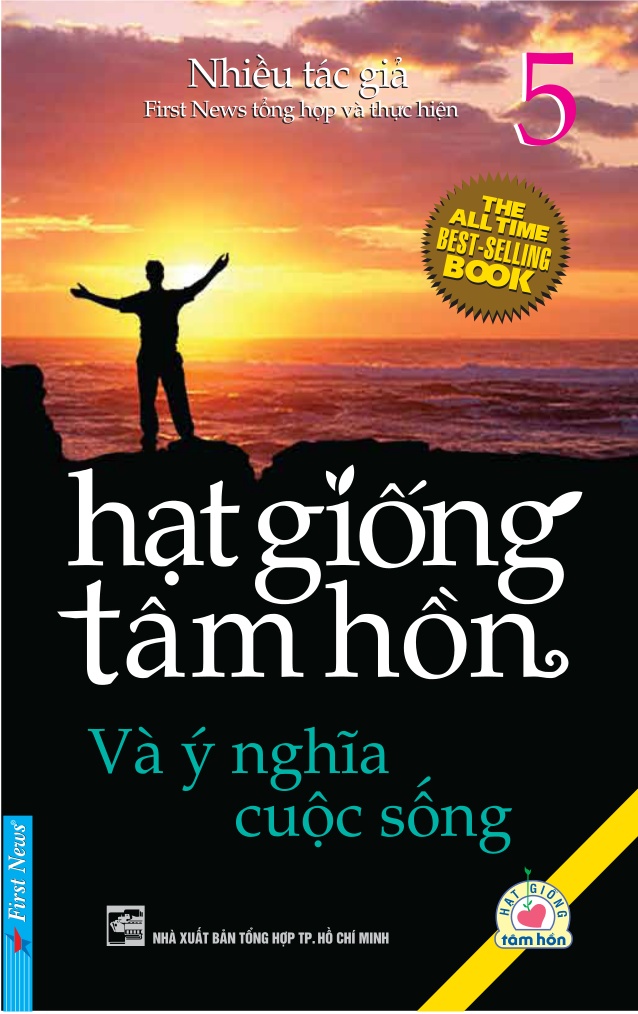 Nhiều tác giả
First News tổng hợp và thực hiện
5
THE
ALL TIME
BEST-SELLING
BOOK
hạt giống
tâm hồn
Và ý nghĩa
cuộc sống
First News®
NHÀ XUẤT BẢN TỔNG HỢP TP. HỒ CHÍ MINH
HẠT GIỐNG
tâm hồn